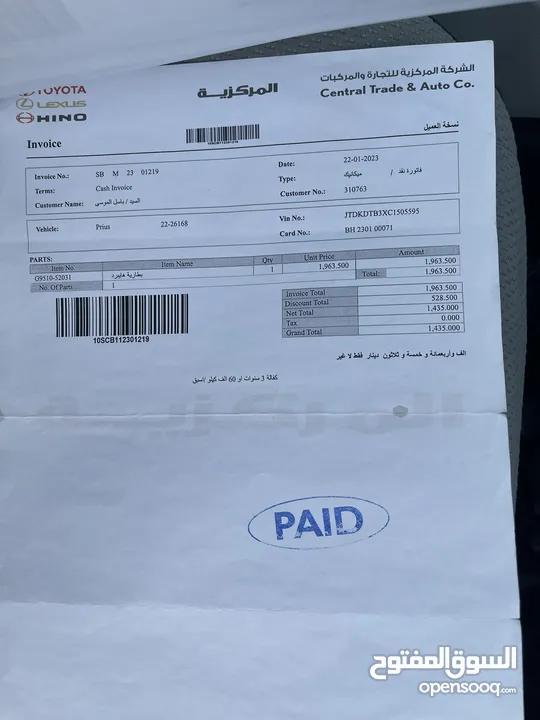 TOYOTA
LEXUS
HINO
المركزية
الشركة المركزية للتجارة والمركبات
Central Trade & Auto Co.
نسخة العميل
Invoice
10SCB112301219
Invoice No.: SB M 23 01219
Date: 22-01-2023
Terms: Cash Invoice
Type: ميكانيك / فاتورة نقد
Customer Name: السيد / باسل الموسى
Customer No.: 310763
Vehicle: Prius 22-26168
Vin No.: JTDKDTB3XC1505595
Card No.: BH 2301 00071
PARTS:
Item No. Item Name Qty Unit Price Amount
G9510-52031 بطارية هايبرد 1 1,963.500 1,963.500
No. Of Parts 1 Total: 1,963.500
Invoice Total 1,963.500
Discount Total 528.500
Net Total 1,435.000
Tax 0.000
Grand Total 1,435.000
10SCB112301219
الف وأربعمائة و خمسة و ثلاثون دينار فقط لا غير
كفالة 3 سنوات او 60 الف كيلو /اسبق
المركزية
PAID
السوق المفتوح
opensooq.com